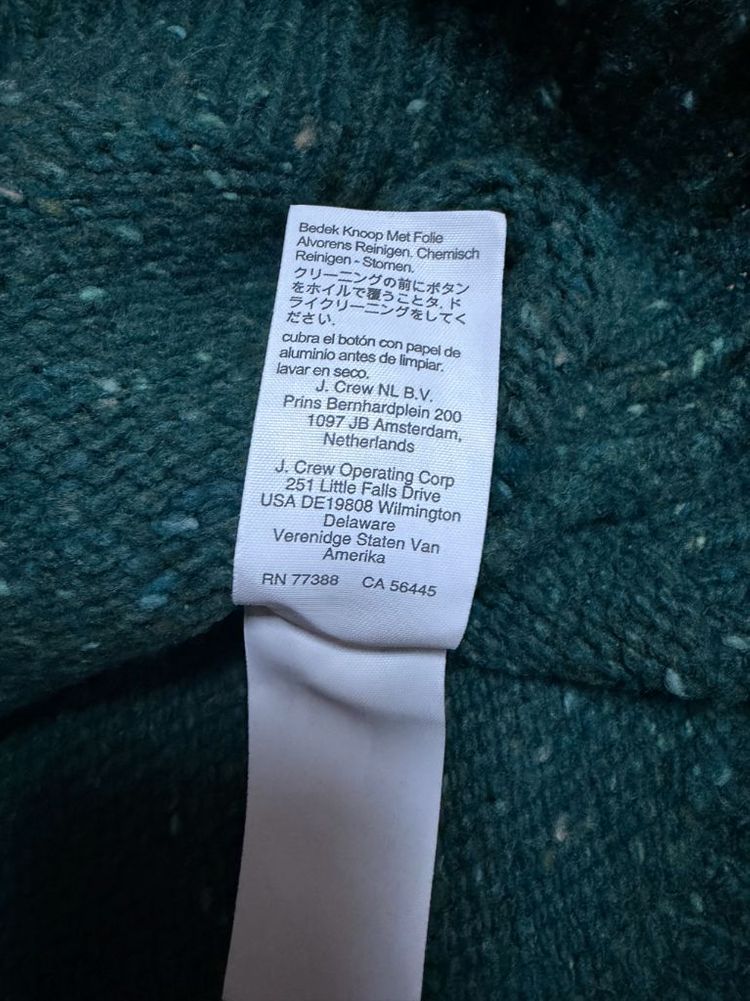 Bedek Knoop Met Folie
Alvorens Reinigen. Chemisch
Reinigen - Stomen.
クリーニングの前にボタン
をホイルで覆うことタ. ド
ライクリーニングをしてく
ださい.
cubra el botón con papel de
aluminio antes de limpiar.
lavar en seco.
J. Crew NL B.V.
Prins Bernhardplein 200
1097 JB Amsterdam,
Netherlands
J. Crew Operating Corp
251 Little Falls Drive
USA DE19808 Wilmington
Delaware
Verenidge Staten Van
Amerika
RN 77388 CA 56445